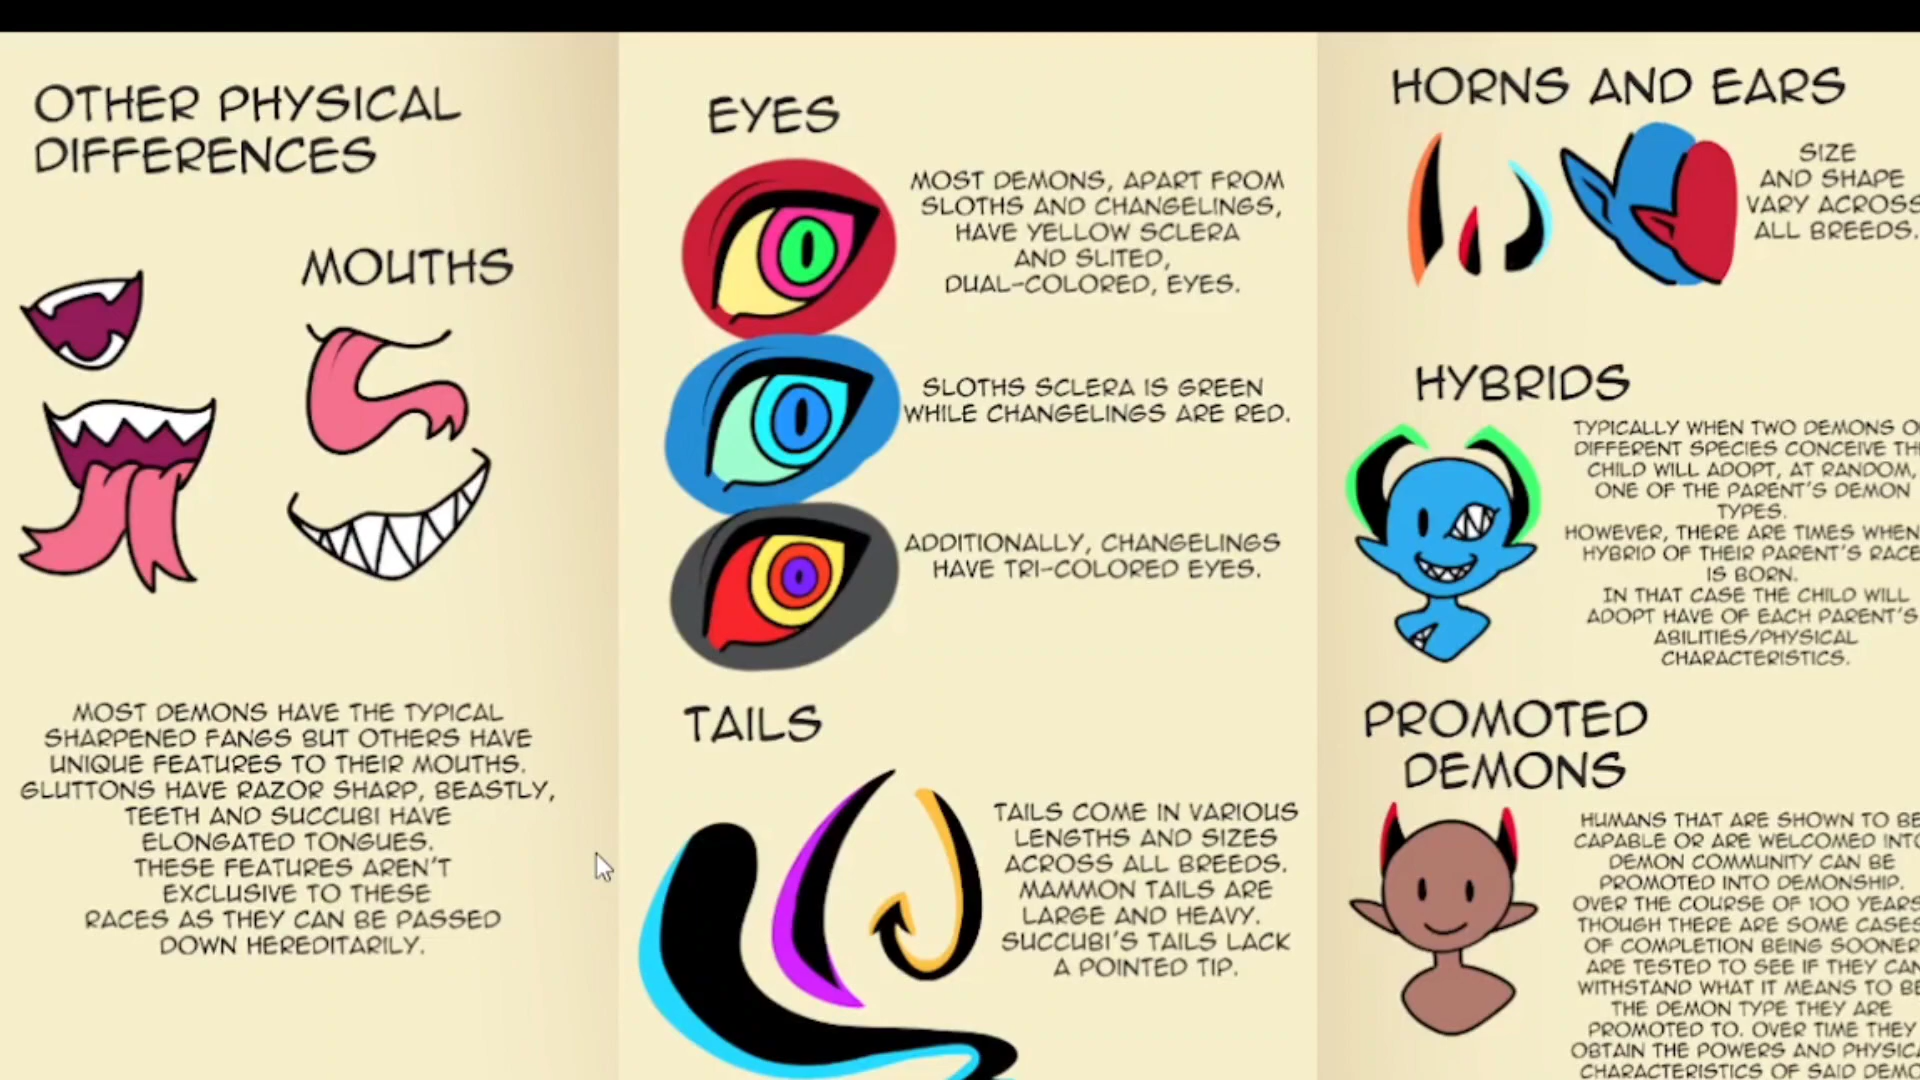 OTHER PHYSICAL
DIFFERENCES
MOUTHS
MOST DEMONS HAVE THE TYPICAL
SHARPENED FANGS BUT OTHERS HAVE
UNIQUE FEATURES TO THEIR MOUTHS.
GLUTTONS HAVE RAZOR SHARP, BEASTLY,
TEETH AND SUCCUBI HAVE
ELONGATED TONGUES.
THESE FEATURES AREN'T
EXCLUSIVE TO THESE
RACES AS THEY CAN BE PASSED
DOWN HEREDITARILY.
EYES
MOST DEMONS, APART FROM
SLOTHS AND CHANGELINGS,
HAVE YELLOW SCLERA
AND SLITED,
DUAL-COLORED, EYES.
SLOTHS SCLERA IS GREEN
WHILE CHANGELINGS ARE RED.
ADDITIONALLY, CHANGELINGS
HAVE TRI-COLORED EYES.
TAILS
TAILS COME IN VARIOUS
LENGTHS AND SIZES
ACROSS ALL BREEDS.
MAMMON TAILS ARE
LARGE AND HEAVY.
SUCCUBI'S TAILS LACK
A POINTED TIP.
HORNS AND EARS
SIZE
AND SHAPE
VARY ACROSS
ALL BREEDS.
HYBRIDS
TYPICALLY WHEN TWO DEMONS
DIFFERENT SPECIES CONCEIVE
CHILD WILL ADOPT, AT RANDOM,
ONE OF THE PARENT'S DEMON
TYPES.
HOWEVER, THERE ARE TIMES WHEN
HYBRID OF THEIR PARENT'S RACE
IS BORN.
IN THAT CASE THE CHILD WILL
ADOPT HAVE OF EACH PARENT'S
ABILITIES/PHYSICAL
CHARACTERISTICS.
PROMOTED
DEMONS
HUMANS THAT ARE SHOWN TO BE
CAPABLE OR ARE WELCOMED INTO
DEMON COMMUNITY CAN BE
PROMOTED INTO DEMONSHIP.
OVER THE COURSE OF 100 YEARS
THOUGH THERE ARE SOME CASES
OF COMPLETION BEING SOONER
ARE TESTED TO SEE IF THEY CAN
WITHSTAND WHAT IT MEANS TO BE
THE DEMON TYPE THEY ARE
PROMOTED TO. OVER TIME THEY
OBTAIN THE POWERS AND
CHARACTERISTICS OF SAID